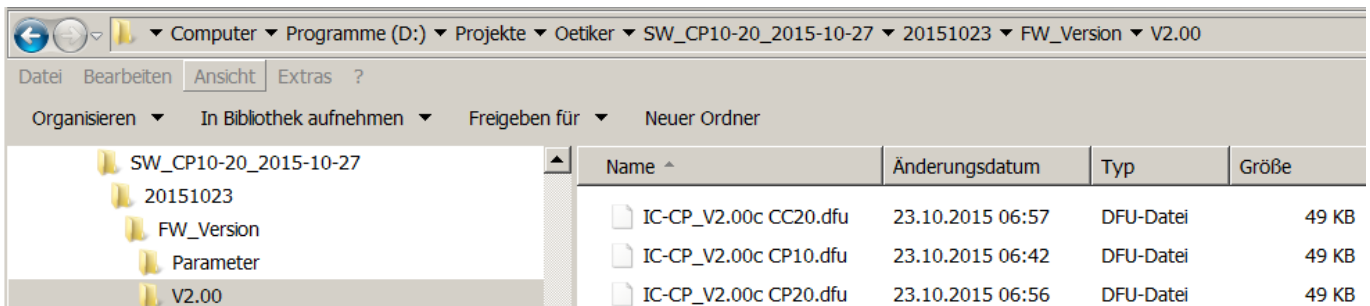 Computer Programme (D:) Projekte Oetiker SW_CP10-20_2015-10-27 20151023 FW_Version V2.00
Datei Bearbeiten Ansicht Extras ?
Organisieren In Bibliothek aufnehmen Freigeben für Neuer Ordner
SW_CP10-20_2015-10-27
20151023
FW_Version
Parameter
V2.00
Name Änderungsdatum Typ Größe
IC-CP_V2.00c CC20.dfu 23.10.2015 06:57 DFU-Datei 49 KB
IC-CP_V2.00c CP10.dfu 23.10.2015 06:42 DFU-Datei 49 KB
IC-CP_V2.00c CP20.dfu 23.10.2015 06:56 DFU-Datei 49 KB